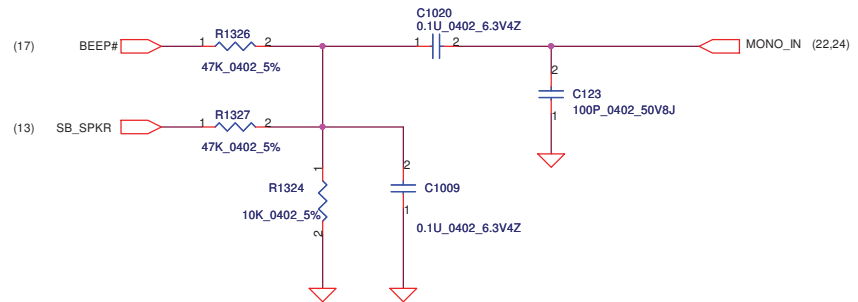 C1020
0.1U_0402_6.3V4Z
R1326
(17) BEEP# 1 2 1 2 MONO_IN (22,24)
47K_0402_5%
2
C123
100P_0402_50V8J
1
R1327
(13) SB_SPKR 1 2
47K_0402_5%
1 2
R1324 C1009
10K_0402_5% 1
0.1U_0402_6.3V4Z
2